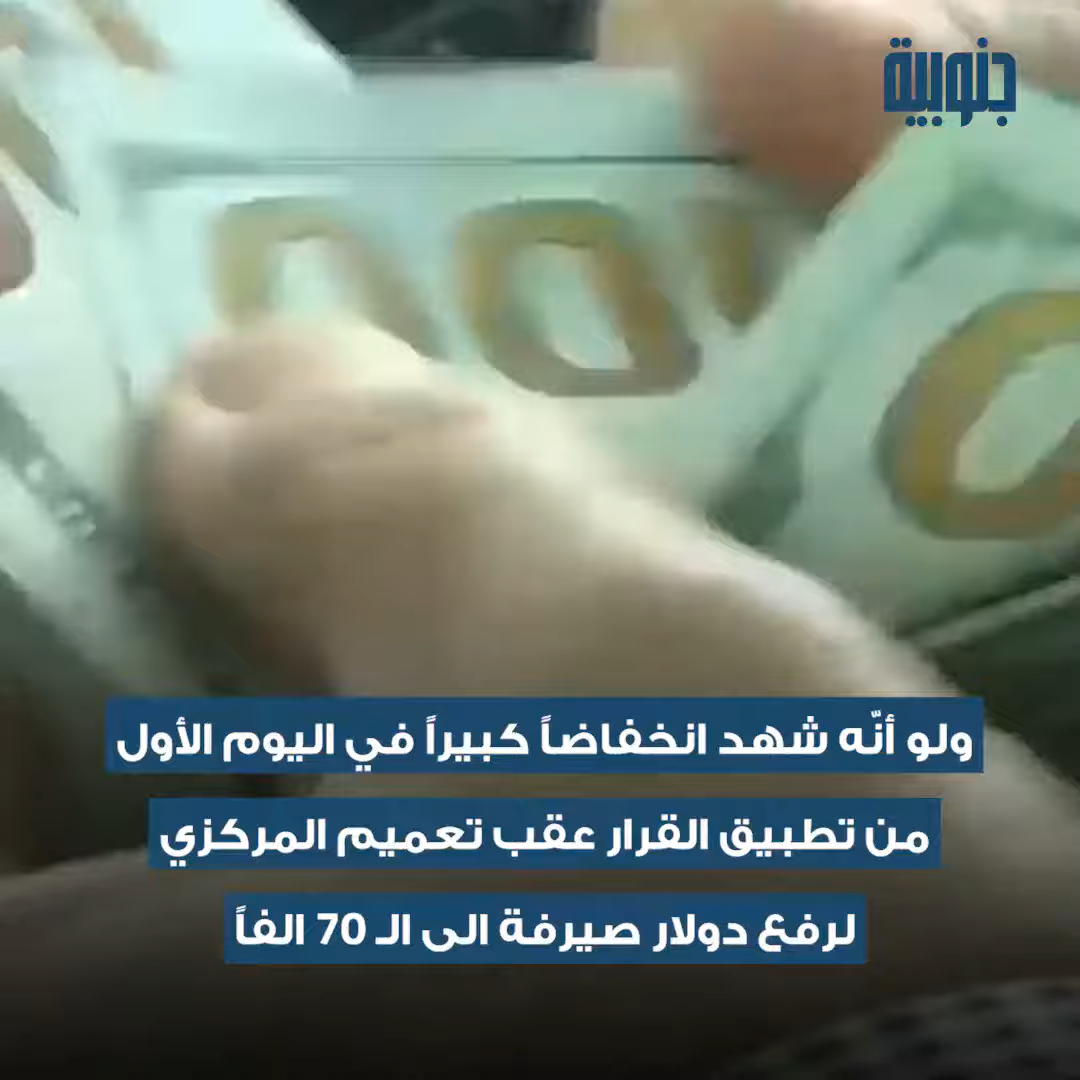 جنوبية
ولو أنّه شهد انخفاضاً كبيراً في اليوم الأول
من تطبيق القرار عقب تعميم المركزي
لرفع دولار صيرفة الى الـ 70 الفاً